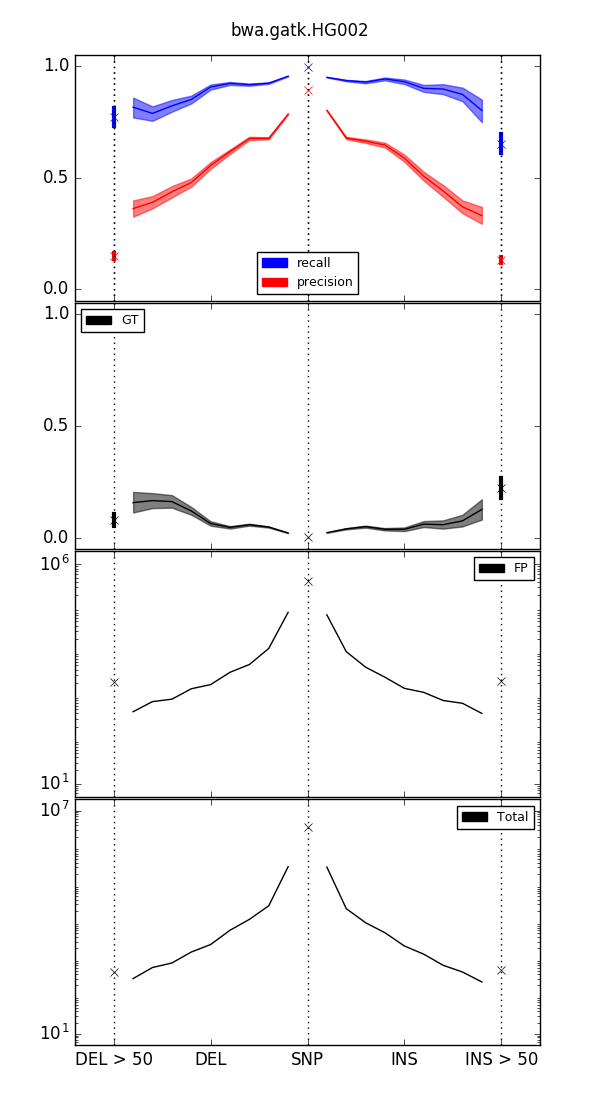 bwa.gatk.HG002
1.0
0.5
0.0
recall
precision
1.0
0.5
0.0
GT
10^6
10^1
FP
10^7
10^1
Total
DEL > 50 DEL SNP INS INS > 50